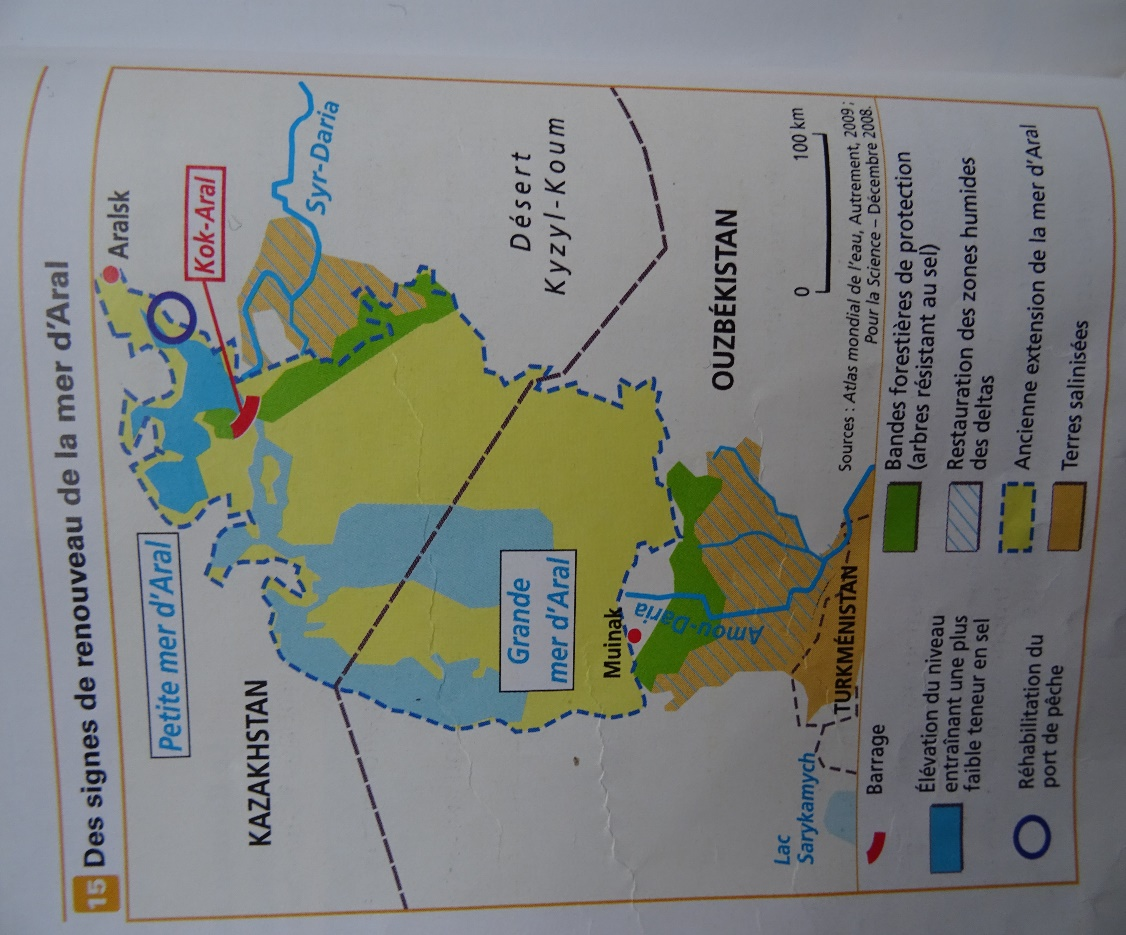 15 Des signes de renouveau de la mer d'Aral
Aralsk
Kok-Aral
Syr-Daria
Petite mer d'Aral
KAZAKHSTAN
Désert
Kyzyl-Koum
Grande
mer d'Aral
Muinak
Amou-Daria
OUZBÉKISTAN
TURKMÉNISTAN
Lac
Sarykamych
0 100 km
Sources : Atlas mondial de l'eau, Autrement, 2009 ;
Pour la Science – Décembre 2008.
Barrage
Élévation du niveau
entraînant une plus
faible teneur en sel
Réhabilitation du
port de pêche
Bandes forestières de protection
(arbres résistant au sel)
Restauration des zones humides
des deltas
Ancienne extension de la mer d'Aral
Terres salinisées